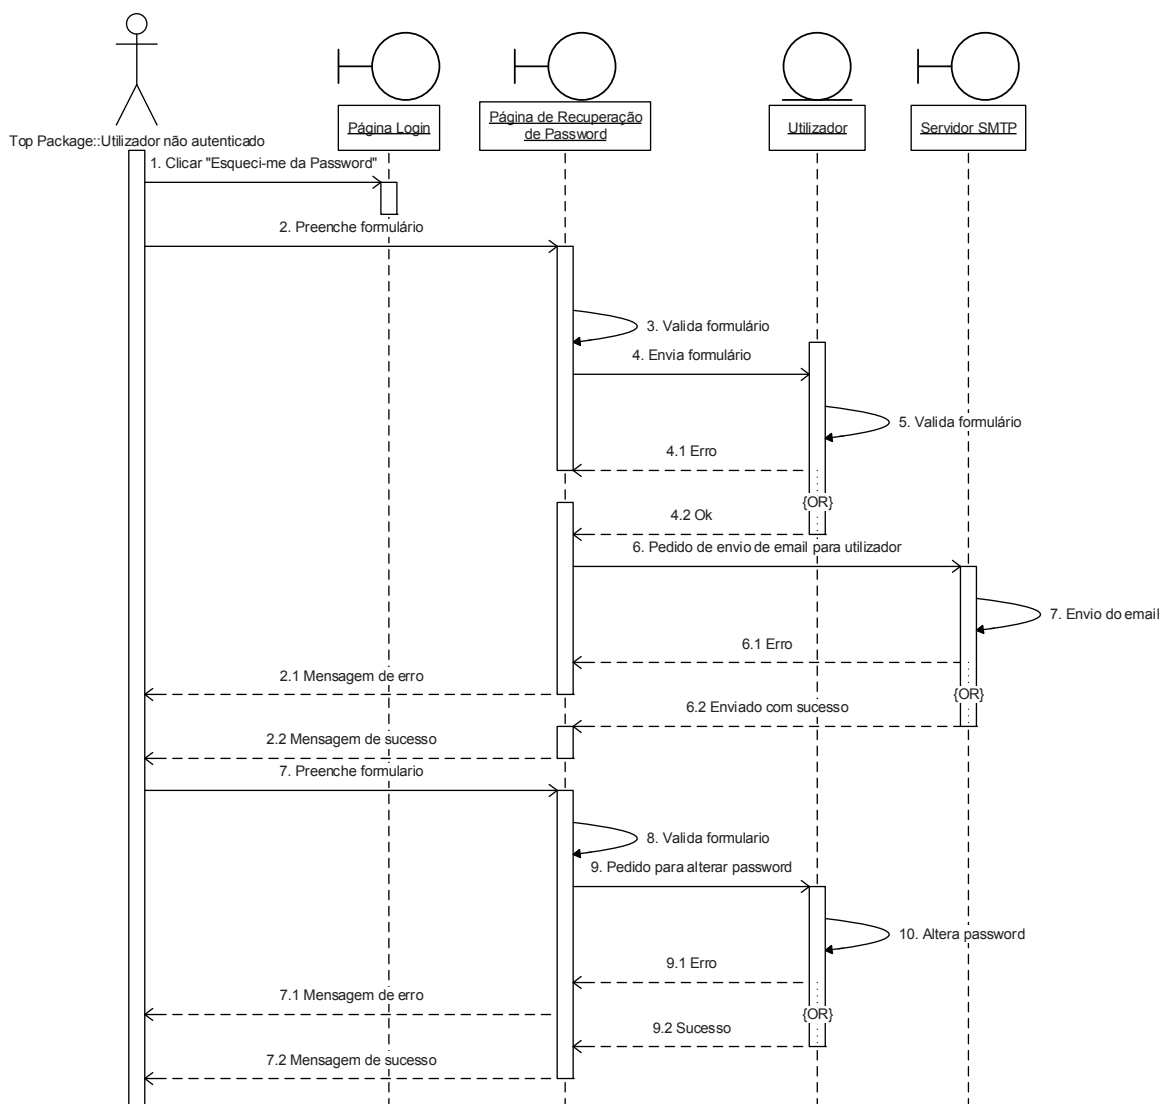 Top Package::Utilizador não autenticado
Página Login
Página de Recuperação
de Password
Utilizador
Servidor SMTP
1. Clicar "Esqueci-me da Password"
2. Preenche formulário
3. Valida formulário
4. Envia formulário
5. Valida formulário
4.1 Erro
{OR}
4.2 Ok
6. Pedido de envio de email para utilizador
7. Envio do email
6.1 Erro
2.1 Mensagem de erro
{OR}
6.2 Enviado com sucesso
2.2 Mensagem de sucesso
7. Preenche formulario
8. Valida formulario
9. Pedido para alterar password
10. Altera password
9.1 Erro
7.1 Mensagem de erro
{OR}
9.2 Sucesso
7.2 Mensagem de sucesso